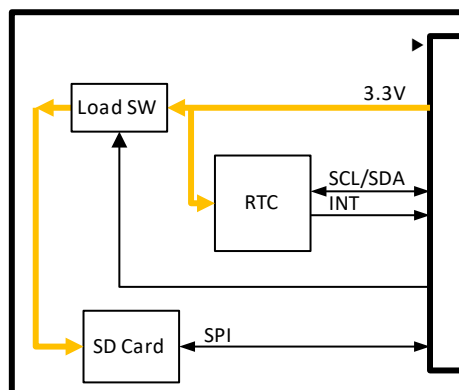 3.3V
Load SW
SCL/SDA
RTC
INT
SPI
SD Card